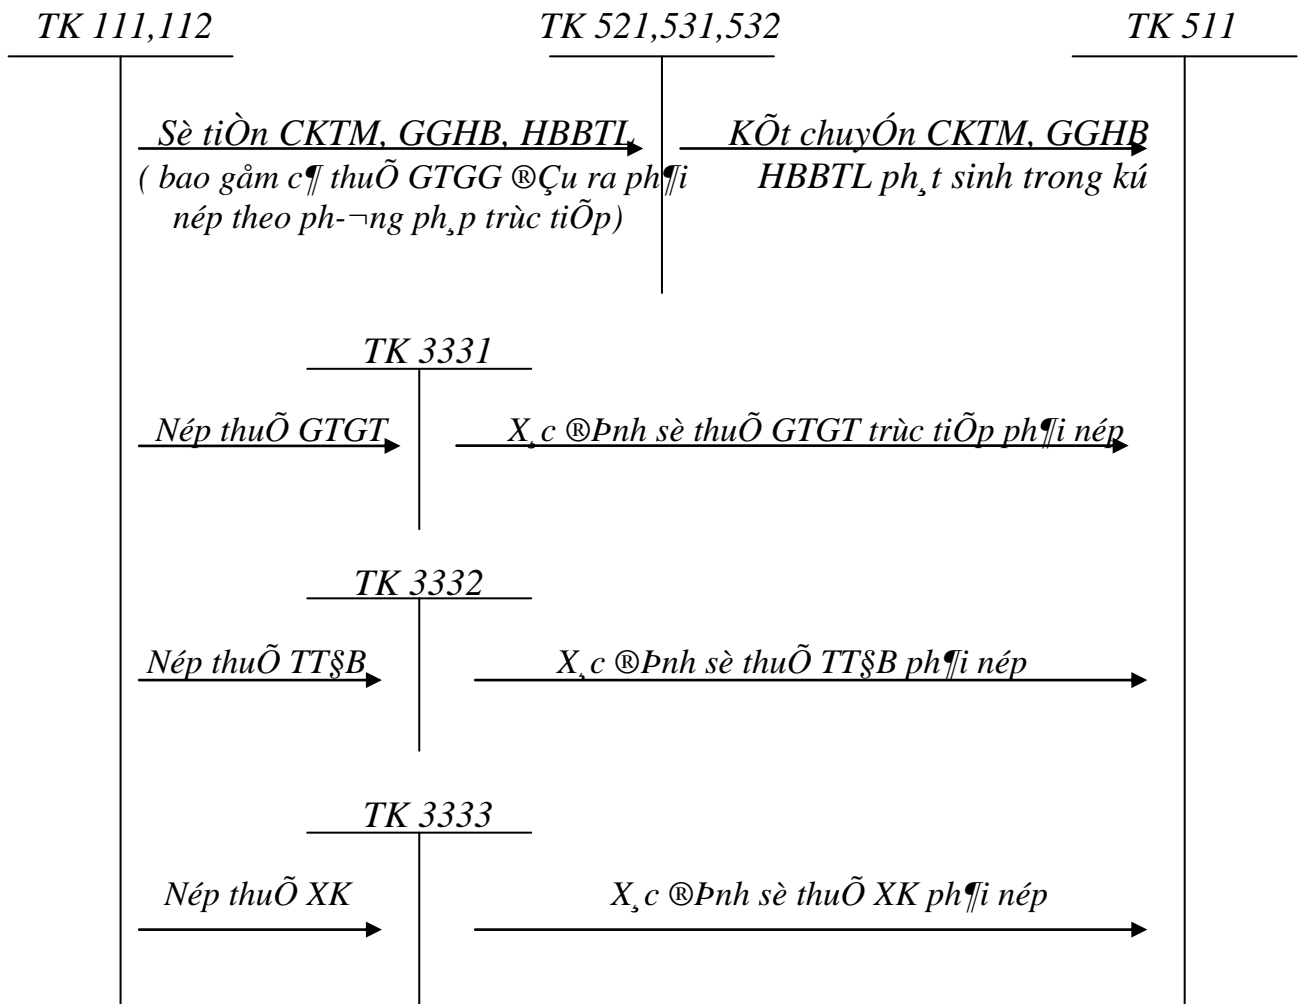 TK 111,112
TK 521,531,532
TK 511
Sè tiÒn CKTM, GGHB, HBBTL
( bao gåm c¶ thuÕ GTGG ®Çu ra ph¶i
nép theo ph-¬ng ph¸p trùc tiÕp)
KÕt chuyÓn CKTM, GGHB
HBBTL ph¸t sinh trong kú
TK 3331
Nép thuÕ GTGT
X¸c ®Þnh sè thuÕ GTGT trùc tiÕp ph¶i nép
TK 3332
Nép thuÕ TT§B
X¸c ®Þnh sè thuÕ TT§B ph¶i nép
TK 3333
Nép thuÕ XK
X¸c ®Þnh sè thuÕ XK ph¶i nép